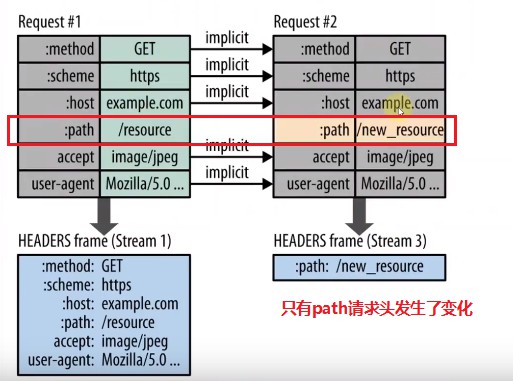 Request #1
Request #2
:method GET
implicit
:method GET
:scheme https
implicit
:scheme https
:host example.com
implicit
:host example.com
:path /resource
:path /new_resource
accept image/jpeg
implicit
accept image/jpeg
user-agent Mozilla/5.0 ...
implicit
user-agent Mozilla/5.0 ...
HEADERS frame (Stream 1)
HEADERS frame (Stream 3)
:method: GET
:scheme: https
:host: example.com
:path: /resource
accept: image/jpeg
user-agent: Mozilla/5.0 ...
:path: /new_resource
只有path请求头发生了变化